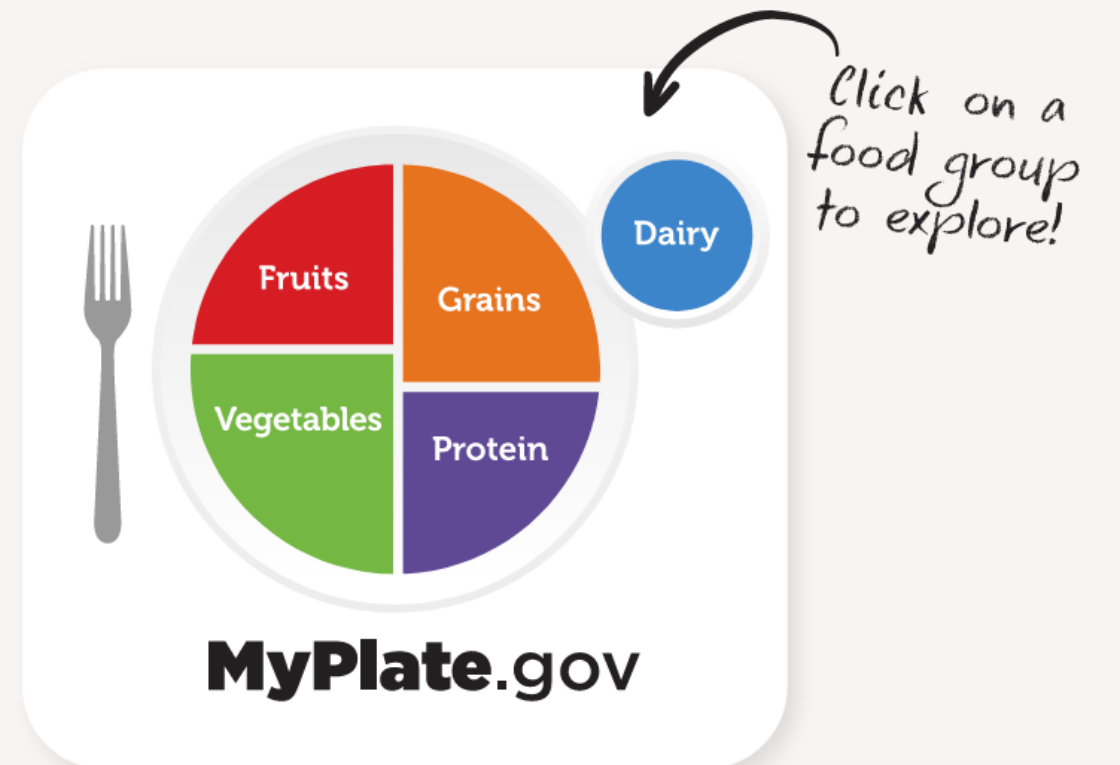 Click on a
food group
to explore!
Dairy
Fruits
Grains
Vegetables
Protein
MyPlate.gov